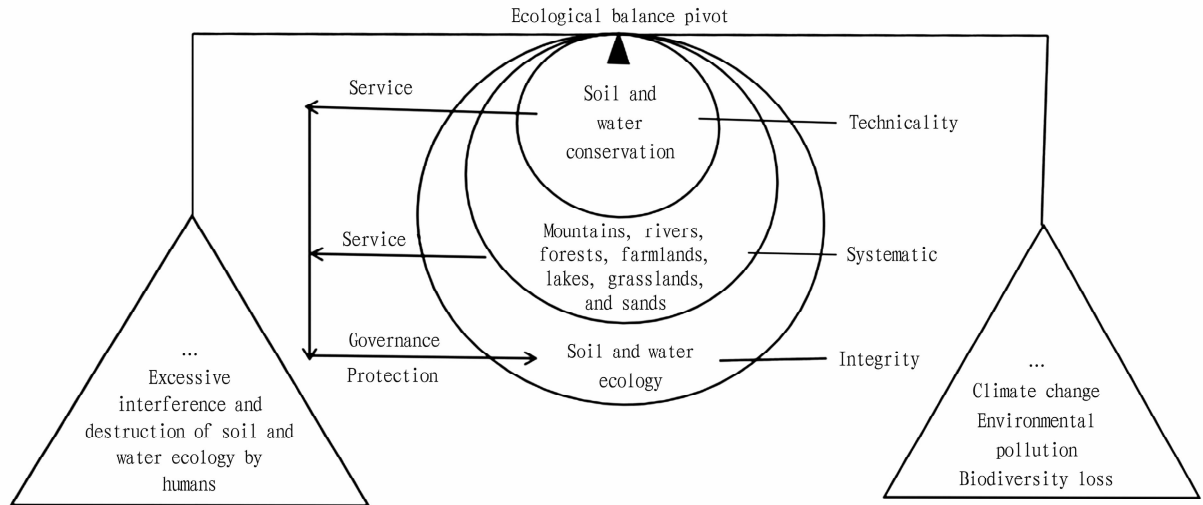 Ecological balance pivot
Service
Soil and
water
conservation
Technicality
Service
Mountains, rivers,
forests, farmlands,
lakes, grasslands,
and sands
Systematic
Governance
Protection
Soil and water
ecology
Integrity
...
Excessive
interference and
destruction of soil and
water ecology by
humans
...
Climate change
Environmental
pollution
Biodiversity loss